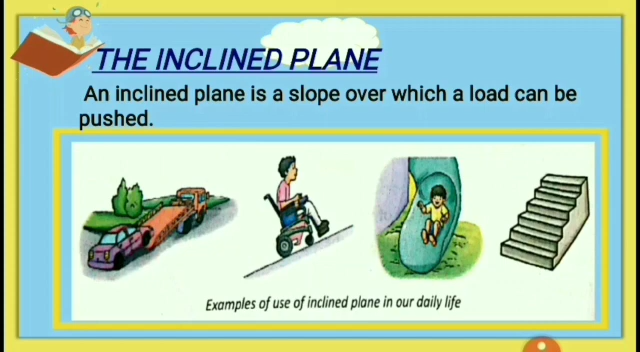 THE INCLINED PLANE
An inclined plane is a slope over which a load can be
pushed.
Examples of use of inclined plane in our daily life